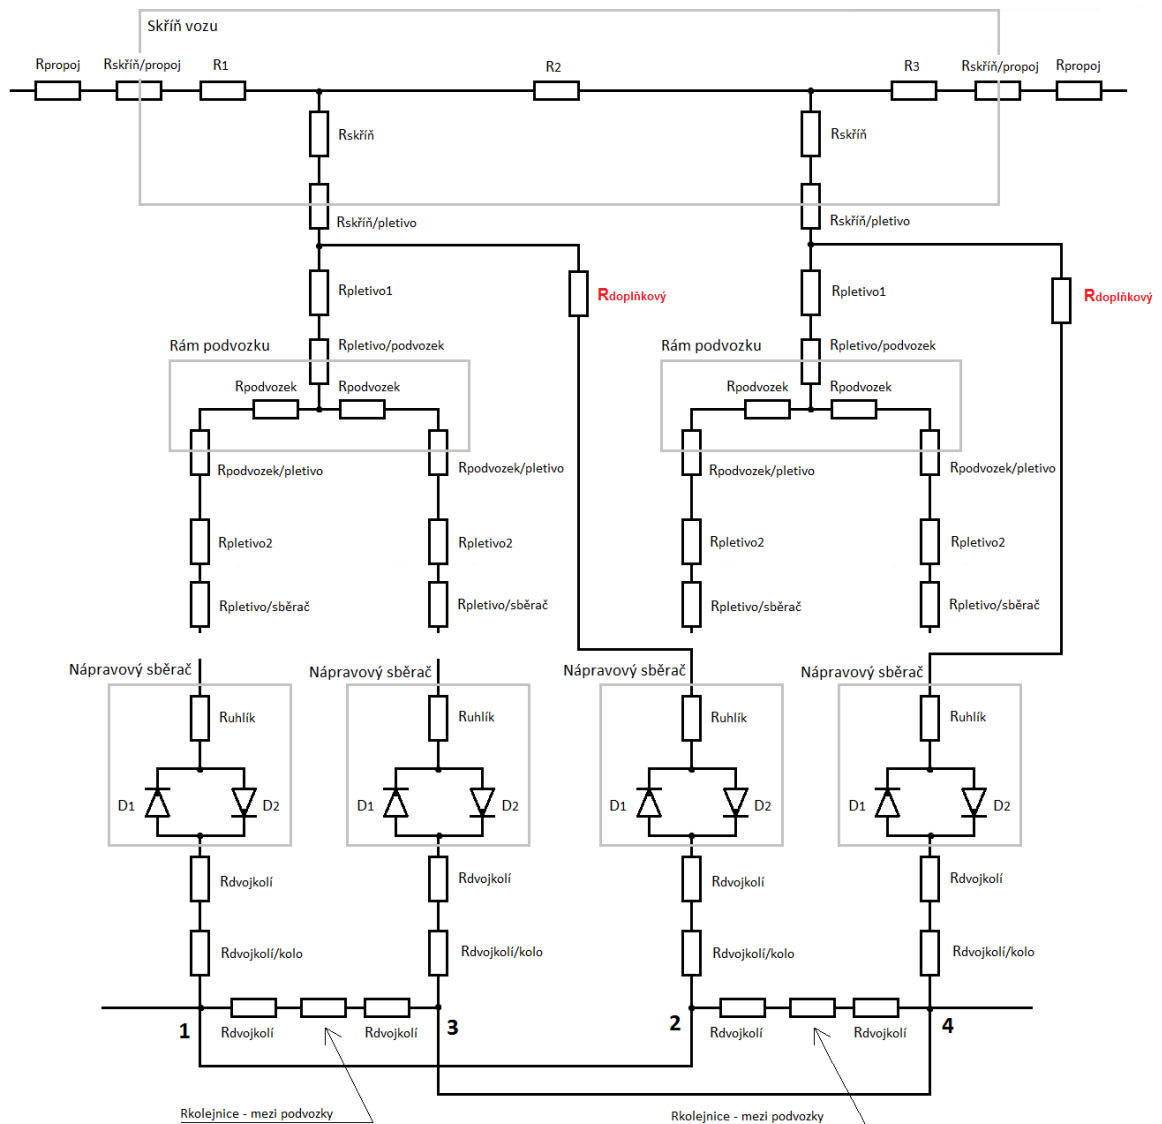 Skříň vozu
Rpropoj
Rskříň/propoj
R1
R2
R3
Rskříň/propoj
Rpropoj
Rskříň
Rskříň
Rskříň/pletivo
Rskříň/pletivo
Rpletivo1
Rdoplňkový
Rpletivo1
Rdoplňkový
Rám podvozku
Rpletivo/podvozek
Rám podvozku
Rpletivo/podvozek
Rpodvozek
Rpodvozek
Rpodvozek
Rpodvozek
Rpodvozek/pletivo
Rpodvozek/pletivo
Rpodvozek/pletivo
Rpodvozek/pletivo
Rpletivo2
Rpletivo2
Rpletivo2
Rpletivo2
Rpletivo/sběrač
Rpletivo/sběrač
Rpletivo/sběrač
Rpletivo/sběrač
Nápravový sběrač
Nápravový sběrač
Nápravový sběrač
Nápravový sběrač
Ruhlík
Ruhlík
Ruhlík
Ruhlík
D1
D2
D1
D2
D1
D2
D1
D2
Rdvojkolí
Rdvojkolí
Rdvojkolí
Rdvojkolí
Rdvojkolí/kolo
Rdvojkolí/kolo
Rdvojkolí/kolo
Rdvojkolí/kolo
1
Rdvojkolí
Rdvojkolí
3
2
Rdvojkolí
Rdvojkolí
4
Rkolejnice - mezi podvozky
Rkolejnice - mezi podvozky